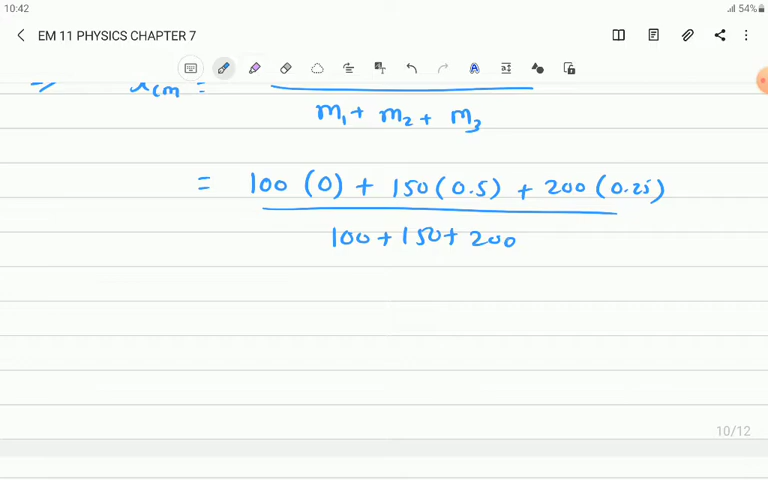 10:42 54%
EM 11 PHYSICS CHAPTER 7
⇒ xcm =
m₁ + m₂ + m₃
= 100 (0) + 150 (0.5) + 200 (0.25)
100 + 150 + 200
10/12